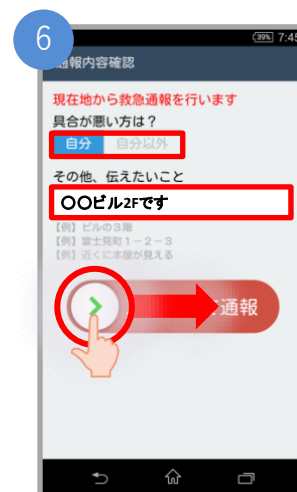 6
39% 7:45
通報内容確認
現在地から救急通報を行います
具合が悪い方は？
自分 自分以外
その他、伝えたいこと
〇〇ビル2Fです
【例】ビルの３階
【例】富士見町１－２－３
【例】近くに本屋が見える
通報